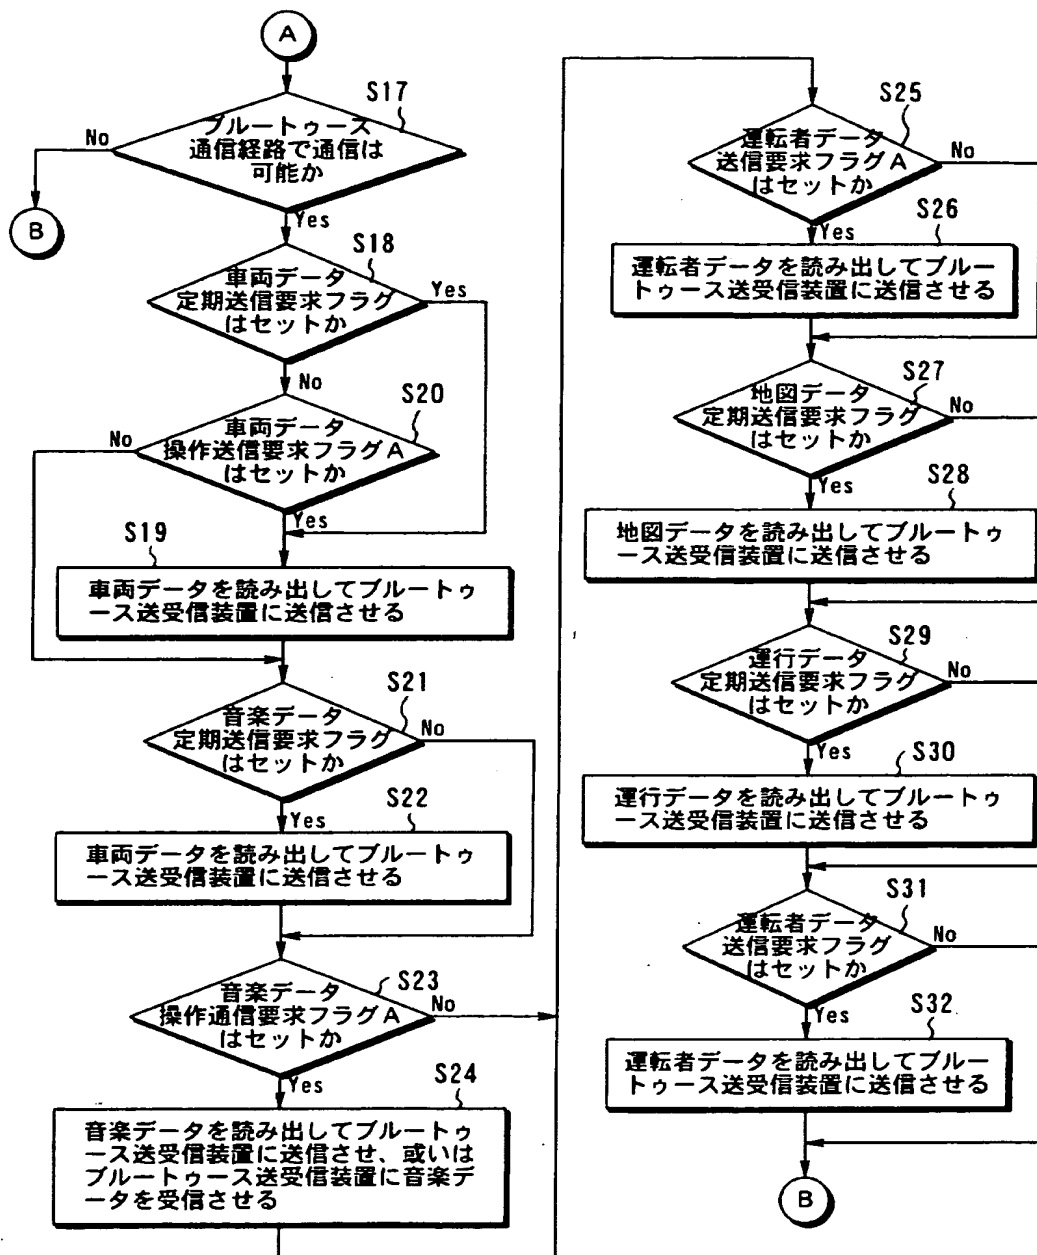 A
S17
ブルートゥース
通信経路で通信は
可能か
No
B
Yes
S18
車両データ
定期送信要求フラグ
はセットか
Yes
No
S20
車両データ
操作送信要求フラグA
はセットか
No
Yes
S19
車両データを読み出してブルートゥ
ース送受信装置に送信させる
S21
音楽データ
定期送信要求フラグ
はセットか
No
Yes
S22
車両データを読み出してブルートゥ
ース送受信装置に送信させる
S23
音楽データ
操作通信要求フラグA
はセットか
No
Yes
S24
音楽データを読み出してブルートゥ
ース送受信装置に送信させ、或いは
ブルートゥース送受信装置に音楽デ
ータを受信させる
S25
運転者データ
送信要求フラグA
はセットか
No
Yes
S26
運転者データを読み出してブルー
トゥース送受信装置に送信させる
S27
地図データ
定期送信要求フラグ
はセットか
No
Yes
S28
地図データを読み出してブルートゥ
ース送受信装置に送信させる
S29
運行データ
定期送信要求フラグ
はセットか
No
Yes
S30
運行データを読み出してブルートゥ
ース送受信装置に送信させる
S31
運転者データ
送信要求フラグ
はセットか
No
Yes
S32
運転者データを読み出してブルー
トゥース送受信装置に送信させる
B